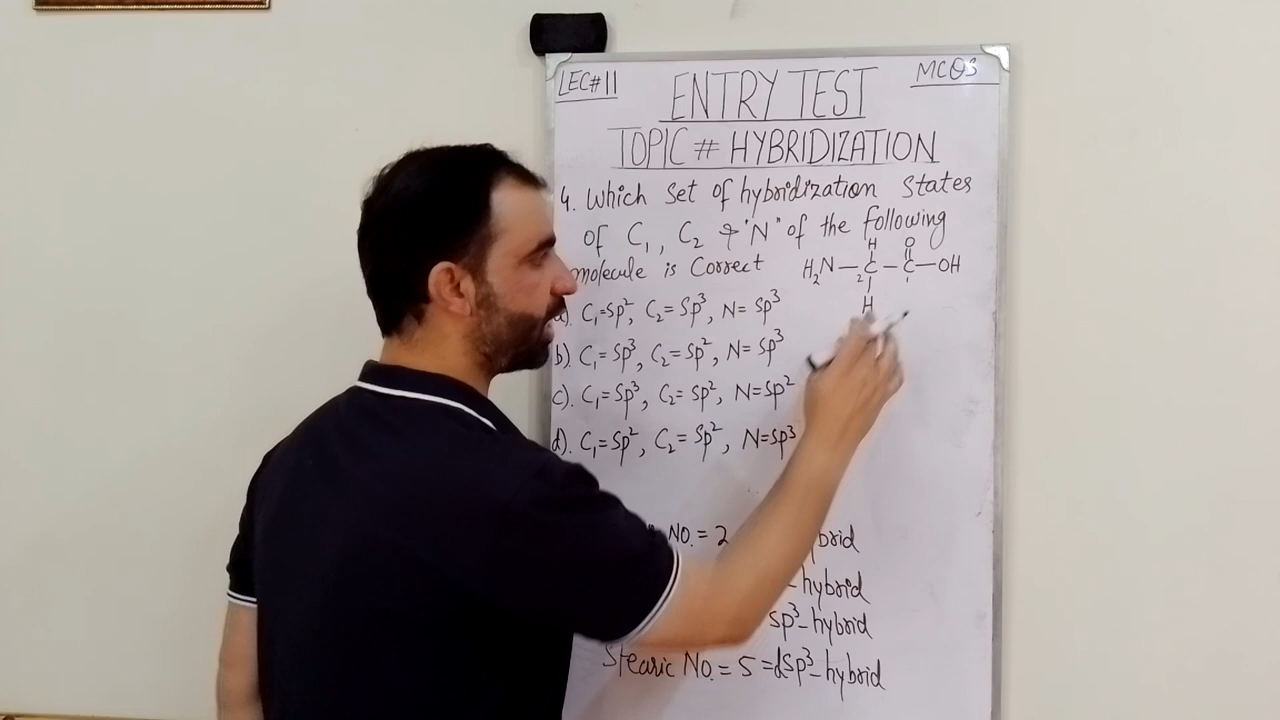 LEC#11
ENTRY TEST
MCQS
TOPIC # HYBRIDIZATION
4. Which Set of hybridization States
of C₁, C₂ & "N" of the following
molecule is Correct
H O
H₂N — C — C — OH
2
H
a). C₁=Sp², C₂= Sp³, N= Sp³
b). C₁= Sp³, C₂= Sp², N= Sp³
c). C₁= Sp³, C₂= Sp², N=Sp²
d). C₁=Sp², C₂= Sp², N=Sp³
No. = 2
-hybrid
Sp³-hybrid
Stearic No. = 5 =dSp³-hybrid